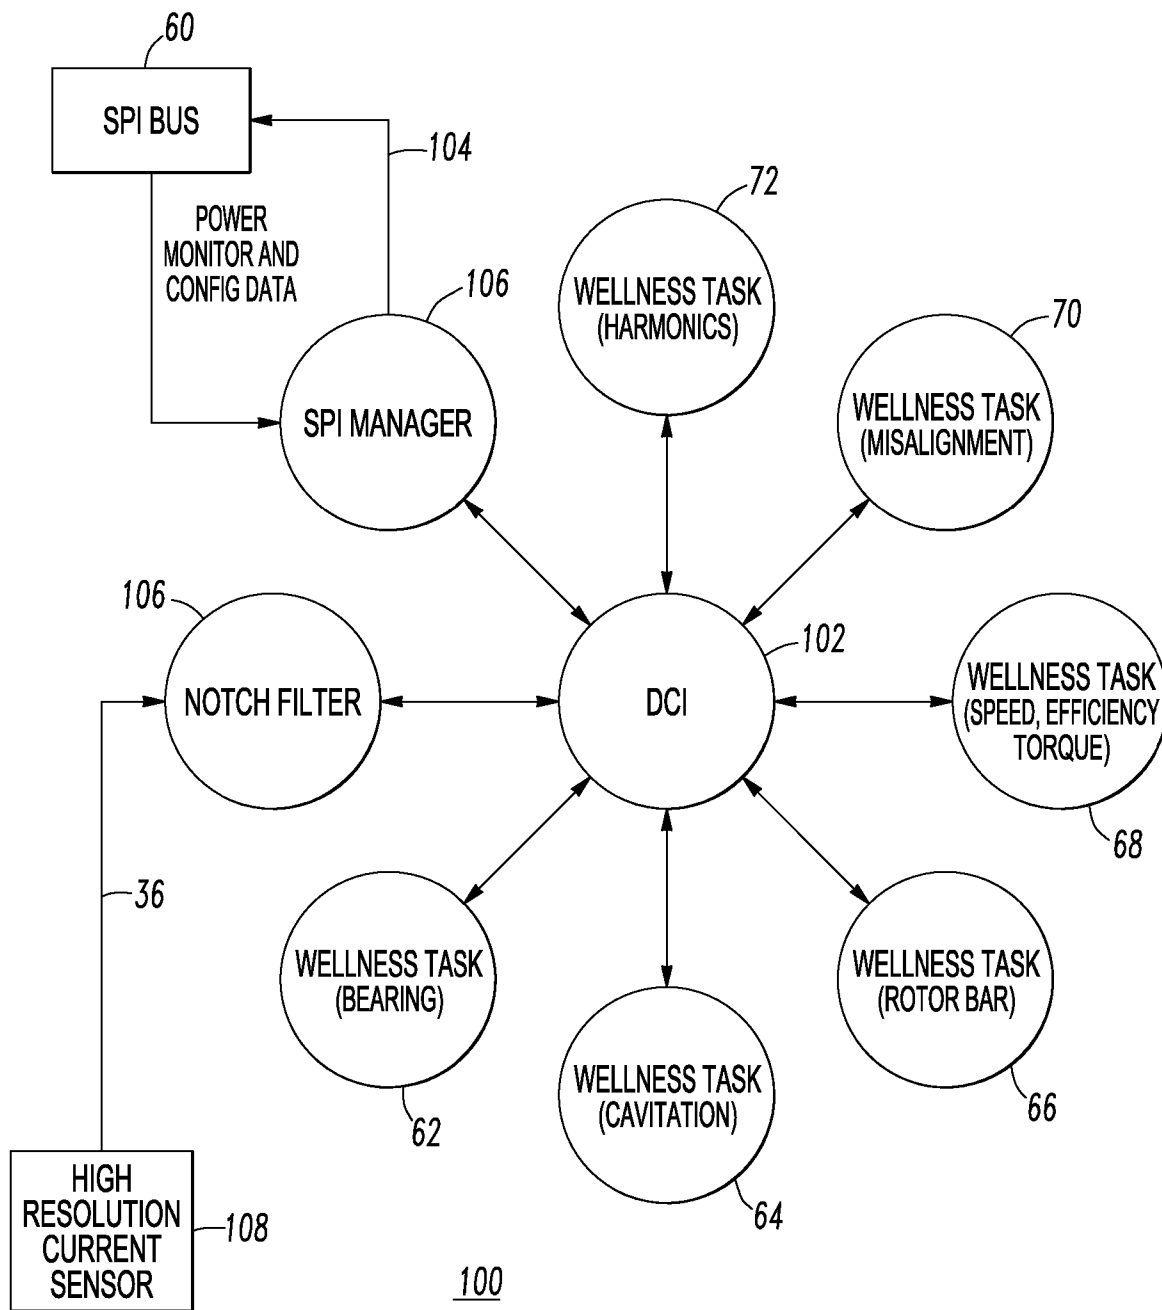 60
SPI BUS
104
POWER
MONITOR AND
CONFIG DATA
106
SPI MANAGER
72
WELLNESS TASK
(HARMONICS)
70
WELLNESS TASK
(MISALIGNMENT)
106
NOTCH FILTER
102
DCI
WELLNESS TASK
(SPEED, EFFICIENCY
TORQUE)
68
36
WELLNESS TASK
(BEARING)
62
WELLNESS TASK
(CAVITATION)
64
WELLNESS TASK
(ROTOR BAR)
66
HIGH
RESOLUTION
CURRENT
SENSOR
108
100